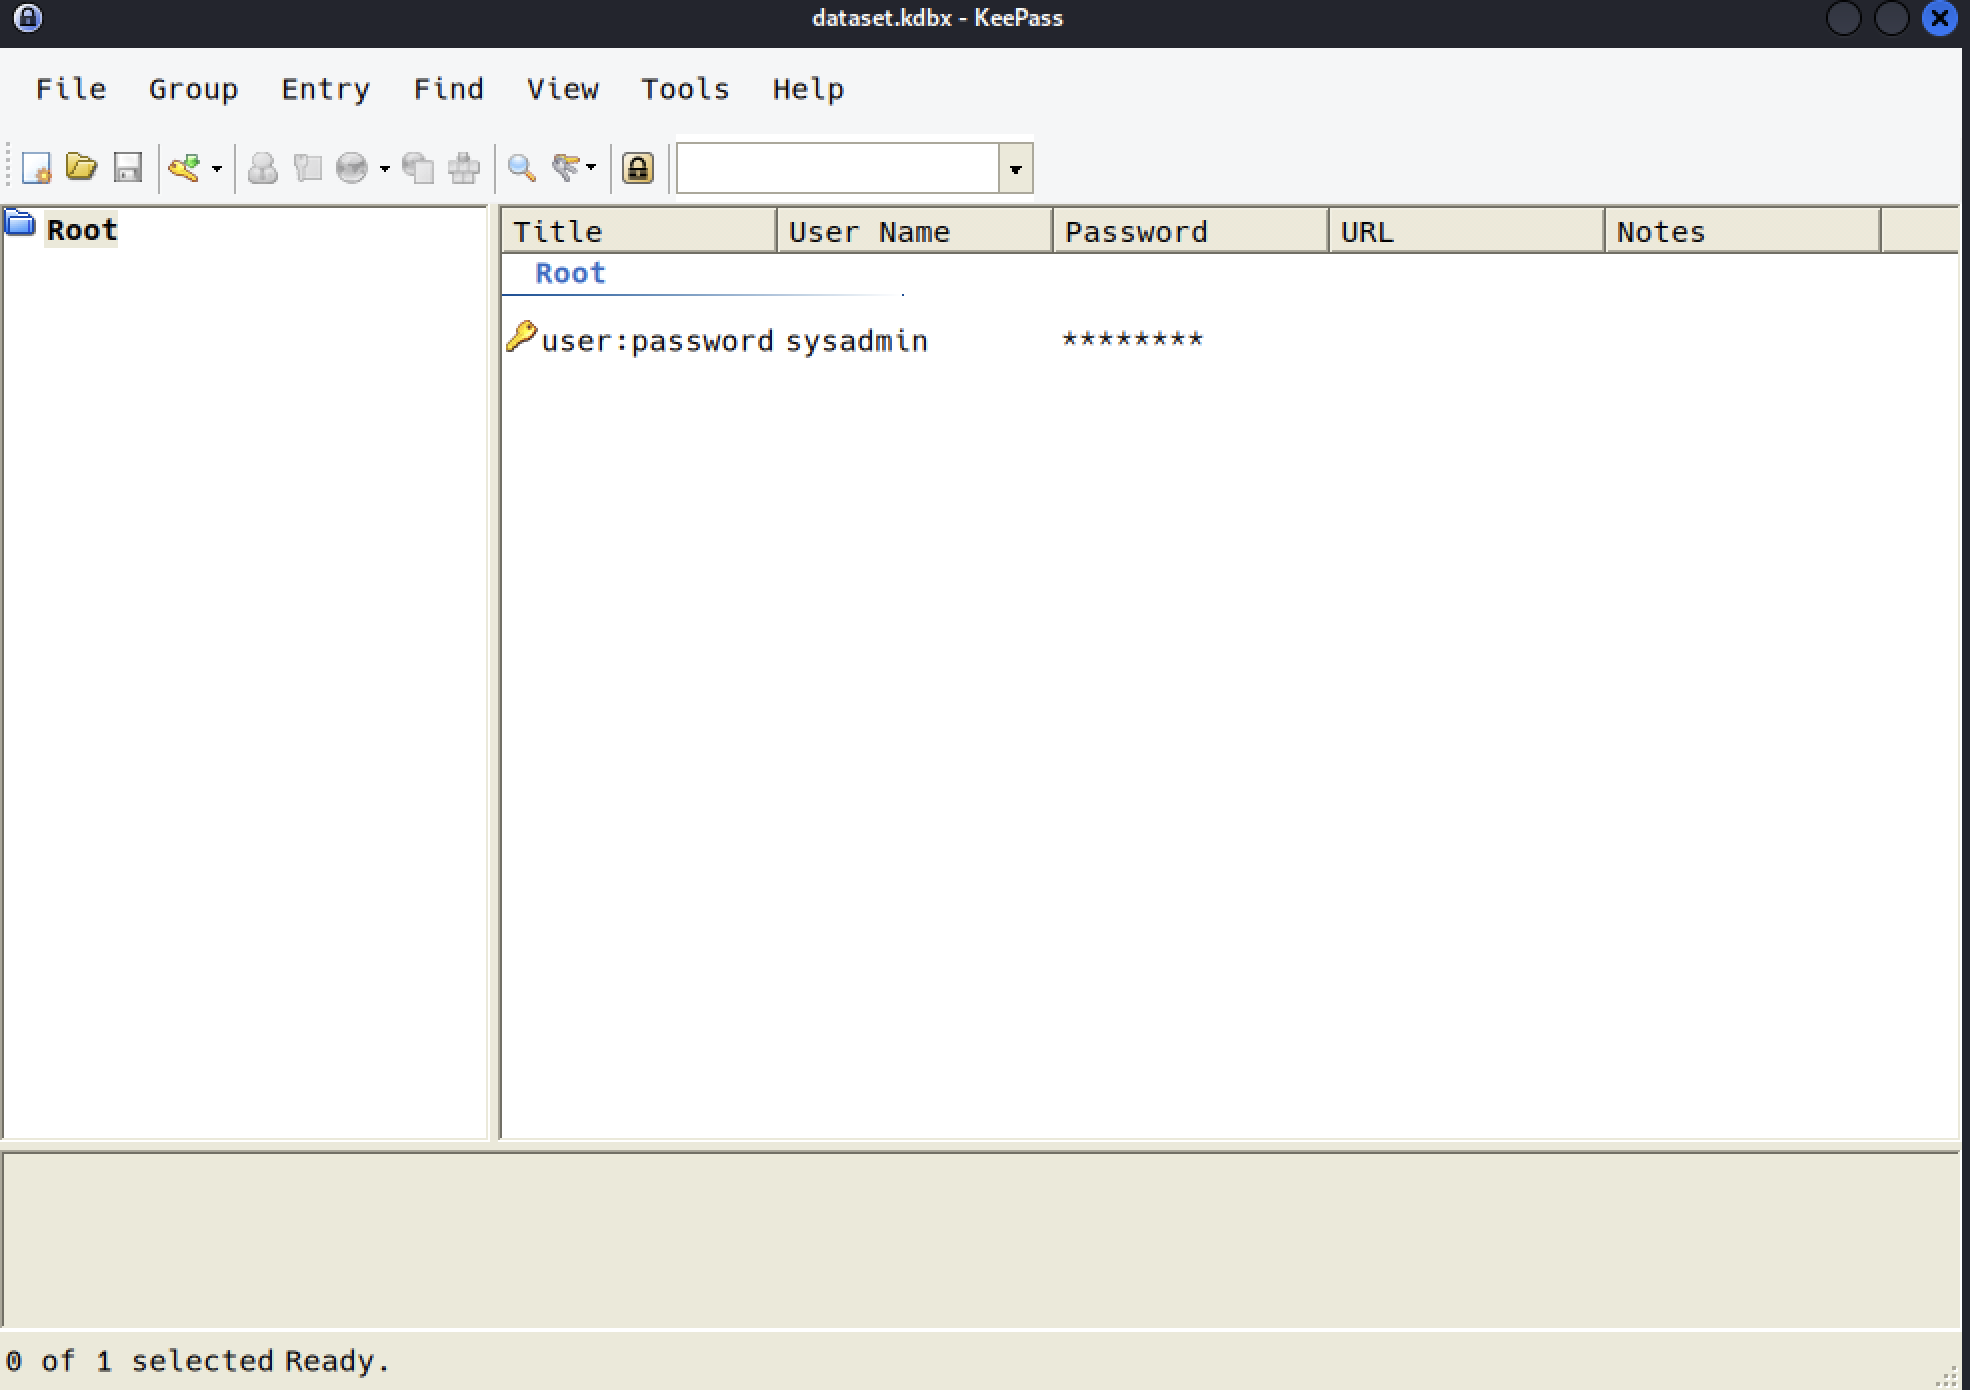 dataset.kdbx - KeePass
File Group Entry Find View Tools Help
Root
Title User Name Password URL Notes
Root
user:password sysadmin ********
0 of 1 selected Ready.